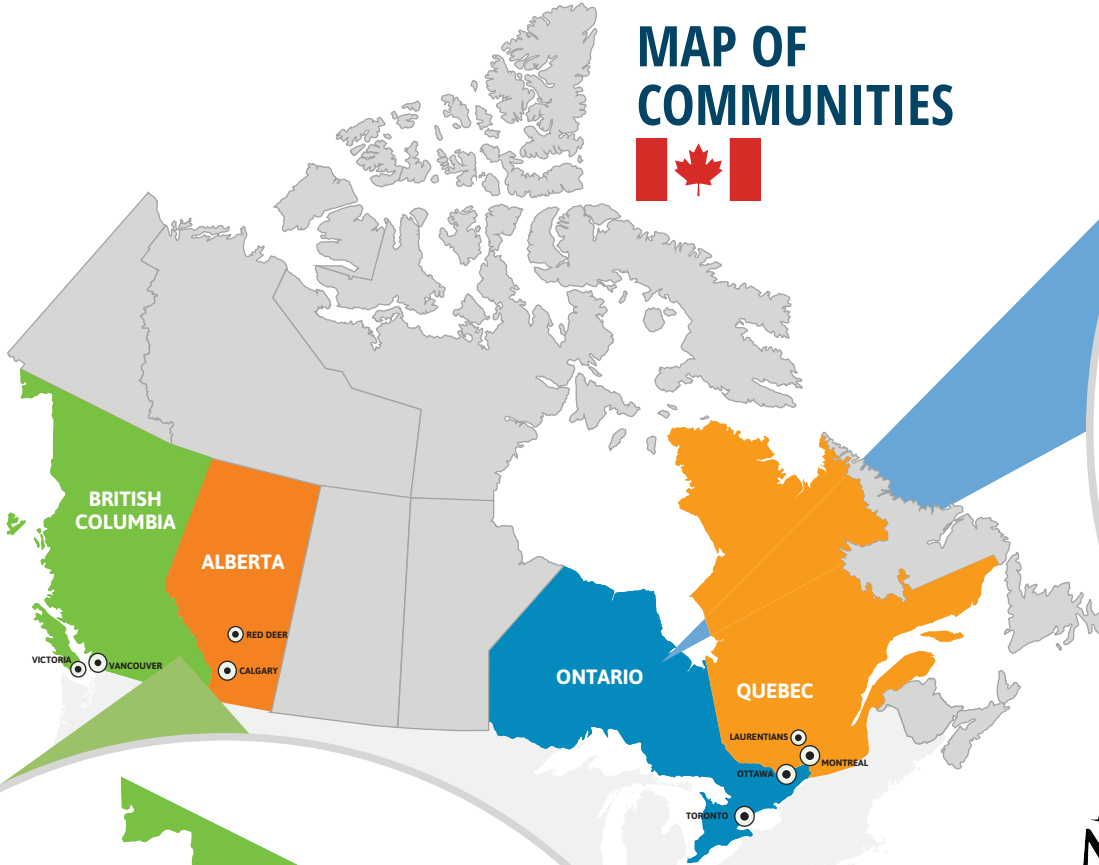 MAP OF
COMMUNITIES
BRITISH
COLUMBIA
ALBERTA
RED DEER
VICTORIA
VANCOUVER
CALGARY
ONTARIO
QUEBEC
LAURENTIANS
MONTREAL
OTTAWA
TORONTO